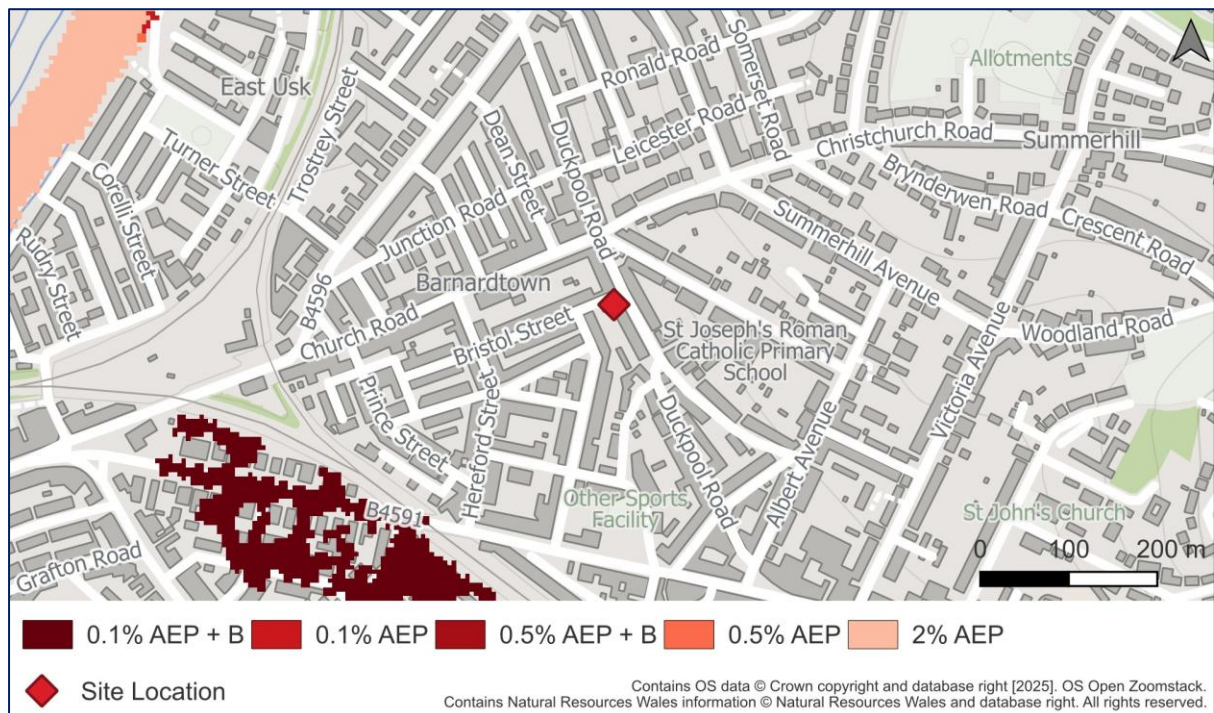 Allotments
Ronald Road
Somerset Road
East Usk
Trostrey Street
Dean Street
Duckpool Road
Leicester Road
Christchurch Road
Summerhill
Turner Street
Corelli Street
Brynderwen Road
Crescent Road
Junction Road
Summerhill Avenue
Rudry Street
B4596
Barnardtown
Church Road
Bristol Street
St Joseph's Roman
Catholic Primary
School
Woodland Road
Victoria Avenue
Prince Street
Hereford Street
Duckpool Road
Albert Avenue
Other Sports
Facility
St John's Church
B4591
Grafton Road
0 100 200 m
0.1% AEP + B 0.1% AEP 0.5% AEP + B 0.5% AEP 2% AEP
Site Location
Contains OS data © Crown copyright and database right [2025]. OS Open Zoomstack.
Contains Natural Resources Wales information © Natural Resources Wales and database right. All rights reserved.